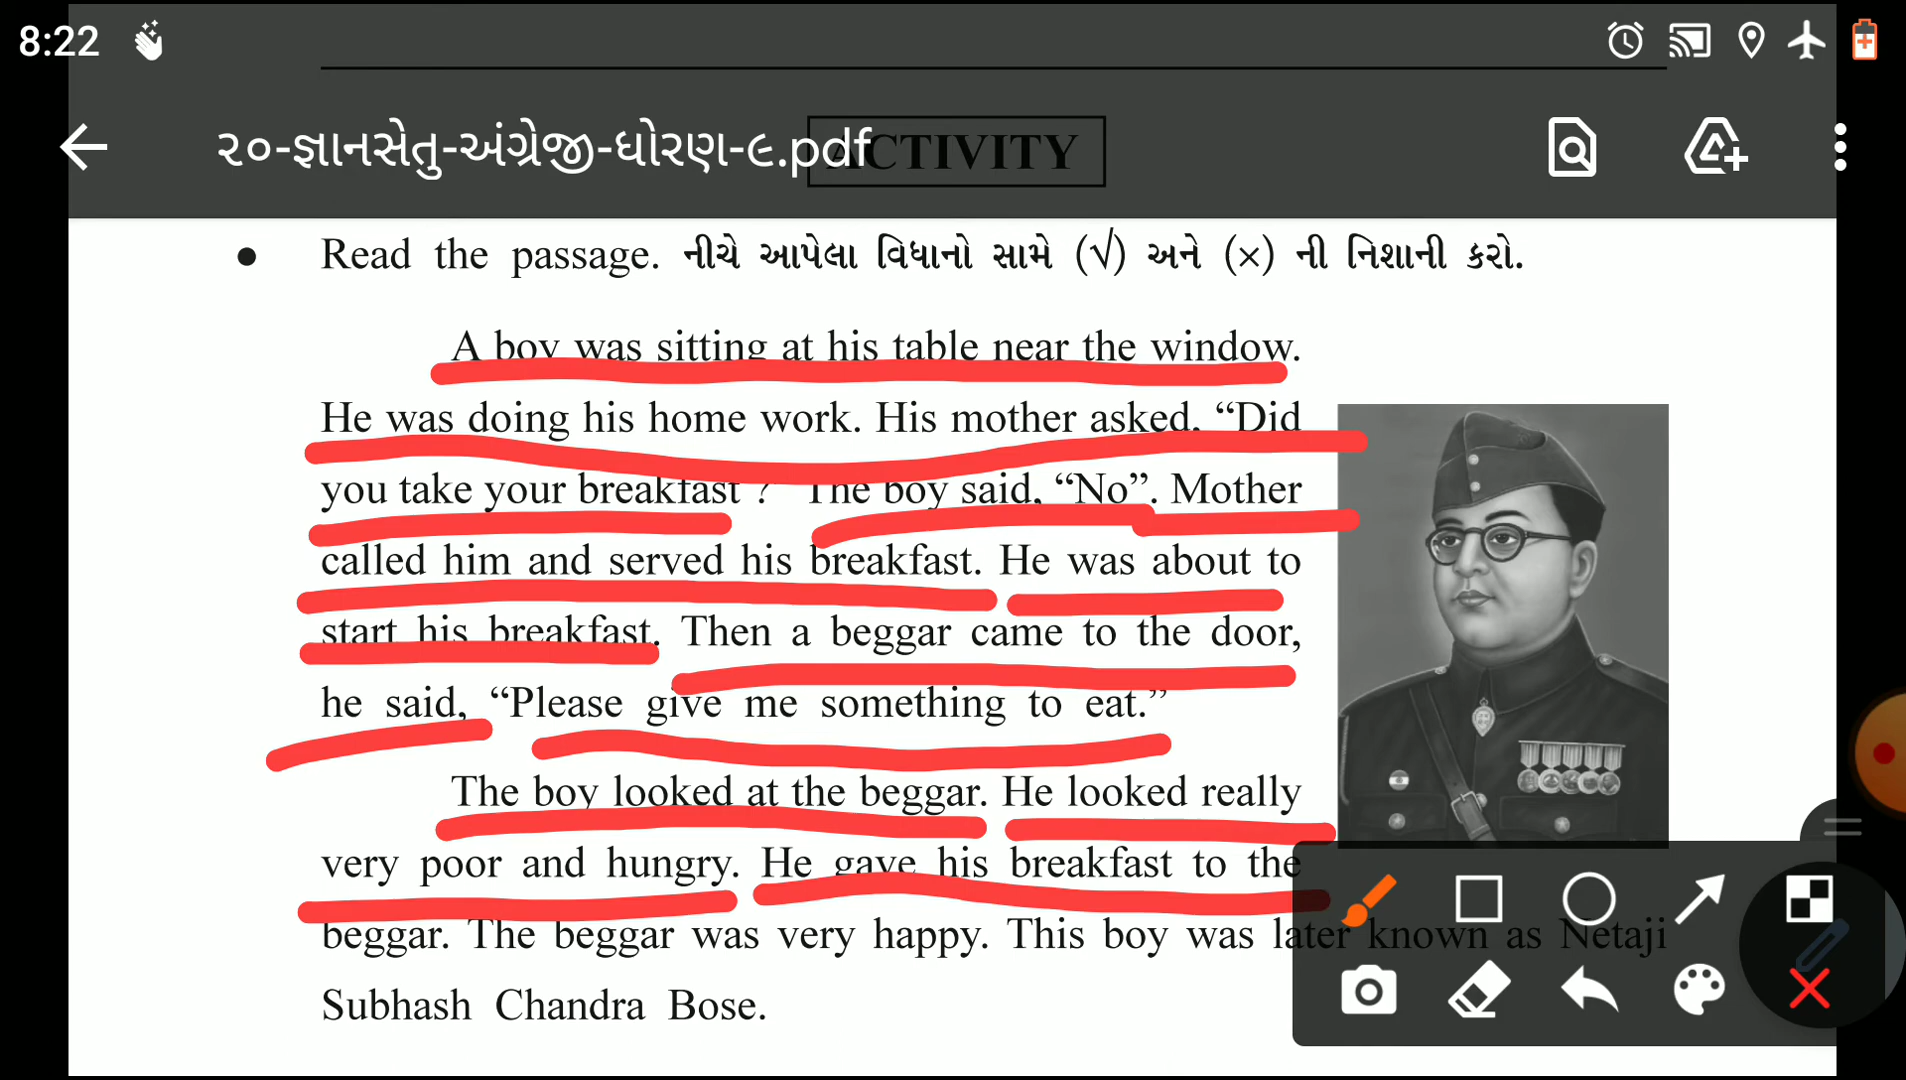 8:22
૨૦-જ્ઞાનસેતુ-અંગ્રેજી-ધોરણ-૯.pdf
ACTIVITY
● Read the passage. નીચે આપેલા વિધાનો સામે (√) અને (×) ની નિશાની કરો.
A boy was sitting at his table near the window.
He was doing his home work. His mother asked, “Did
you take your breakfast ? The boy said, “No”. Mother
called him and served his breakfast. He was about to
start his breakfast. Then a beggar came to the door,
he said, “Please give me something to eat.”
The boy looked at the beggar. He looked really
very poor and hungry. He gave his breakfast to the
beggar. The beggar was very happy. This boy was later known as Netaji
Subhash Chandra Bose.